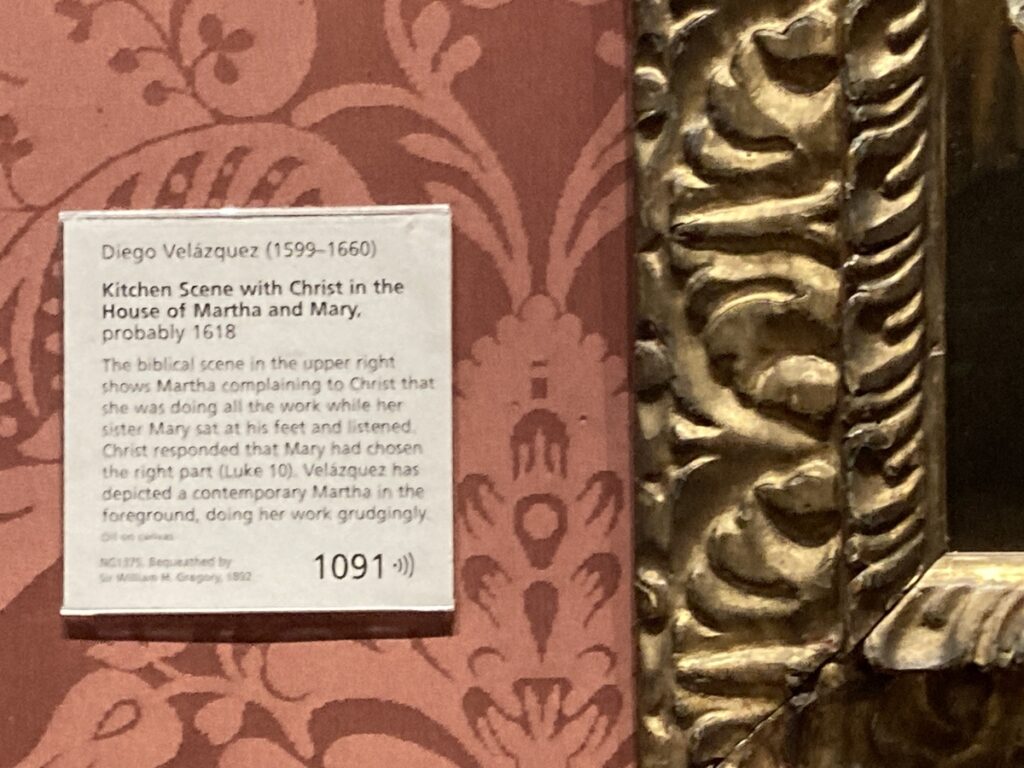 Diego Velázquez (1599–1660)
Kitchen Scene with Christ in the
House of Martha and Mary,
probably 1618
The biblical scene in the upper right
shows Martha complaining to Christ that
she was doing all the work while her
sister Mary sat at his feet and listened.
Christ responded that Mary had chosen
the right part (Luke 10). Velázquez has
depicted a contemporary Martha in the
foreground, doing her work grudgingly.
Oil on canvas
NG1375. Bequeathed by
Sir William H. Gregory, 1892
1091